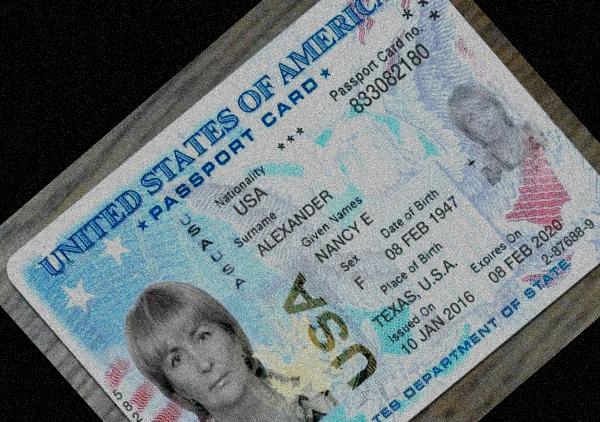 UNITED STATES OF AMERICA
★ PASSPORT CARD ★
Passport Card no.
833082180
Nationality
USA
***
Surname
ALEXANDER
Given Names
NANCY E
Sex
F
Date of Birth
08 FEB 1947
Place of Birth
TEXAS, U.S.A.
Issued On
10 JAN 2016
Expires On
08 FEB 2020
2-87688-9
USA
USA
USA
TES DEPARTMENT OF STATE